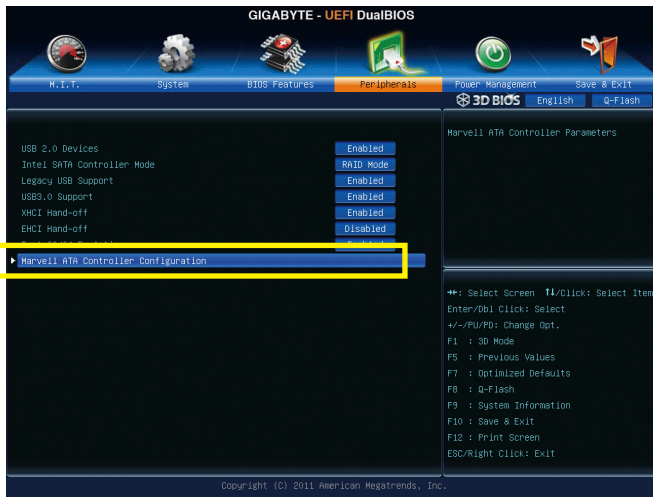 GIGABYTE - UEFI DualBIOS
M.I.T. System BIOS Features Peripherals Power Management Save & Exit
3D BIOS English Q-Flash
Marvell ATA Controller Parameters
USB 2.0 Devices Enabled
Intel SATA Controller Mode RAID Mode
Legacy USB Support Enabled
USB3.0 Support Enabled
XHCI Hand-off Enabled
EHCI Hand-off Disabled
Enabled
Marvell ATA Controller Configuration
→←: Select Screen ↑↓/Click: Select Item
Enter/Dbl Click: Select
+/-/PU/PD: Change Opt.
F1 : 3D Mode
F5 : Previous Values
F7 : Optimized Defaults
F8 : Q-Flash
F9 : System Information
F10 : Save & Exit
F12 : Print Screen
ESC/Right Click: Exit
Copyright (C) 2011 American Megatrends, Inc.